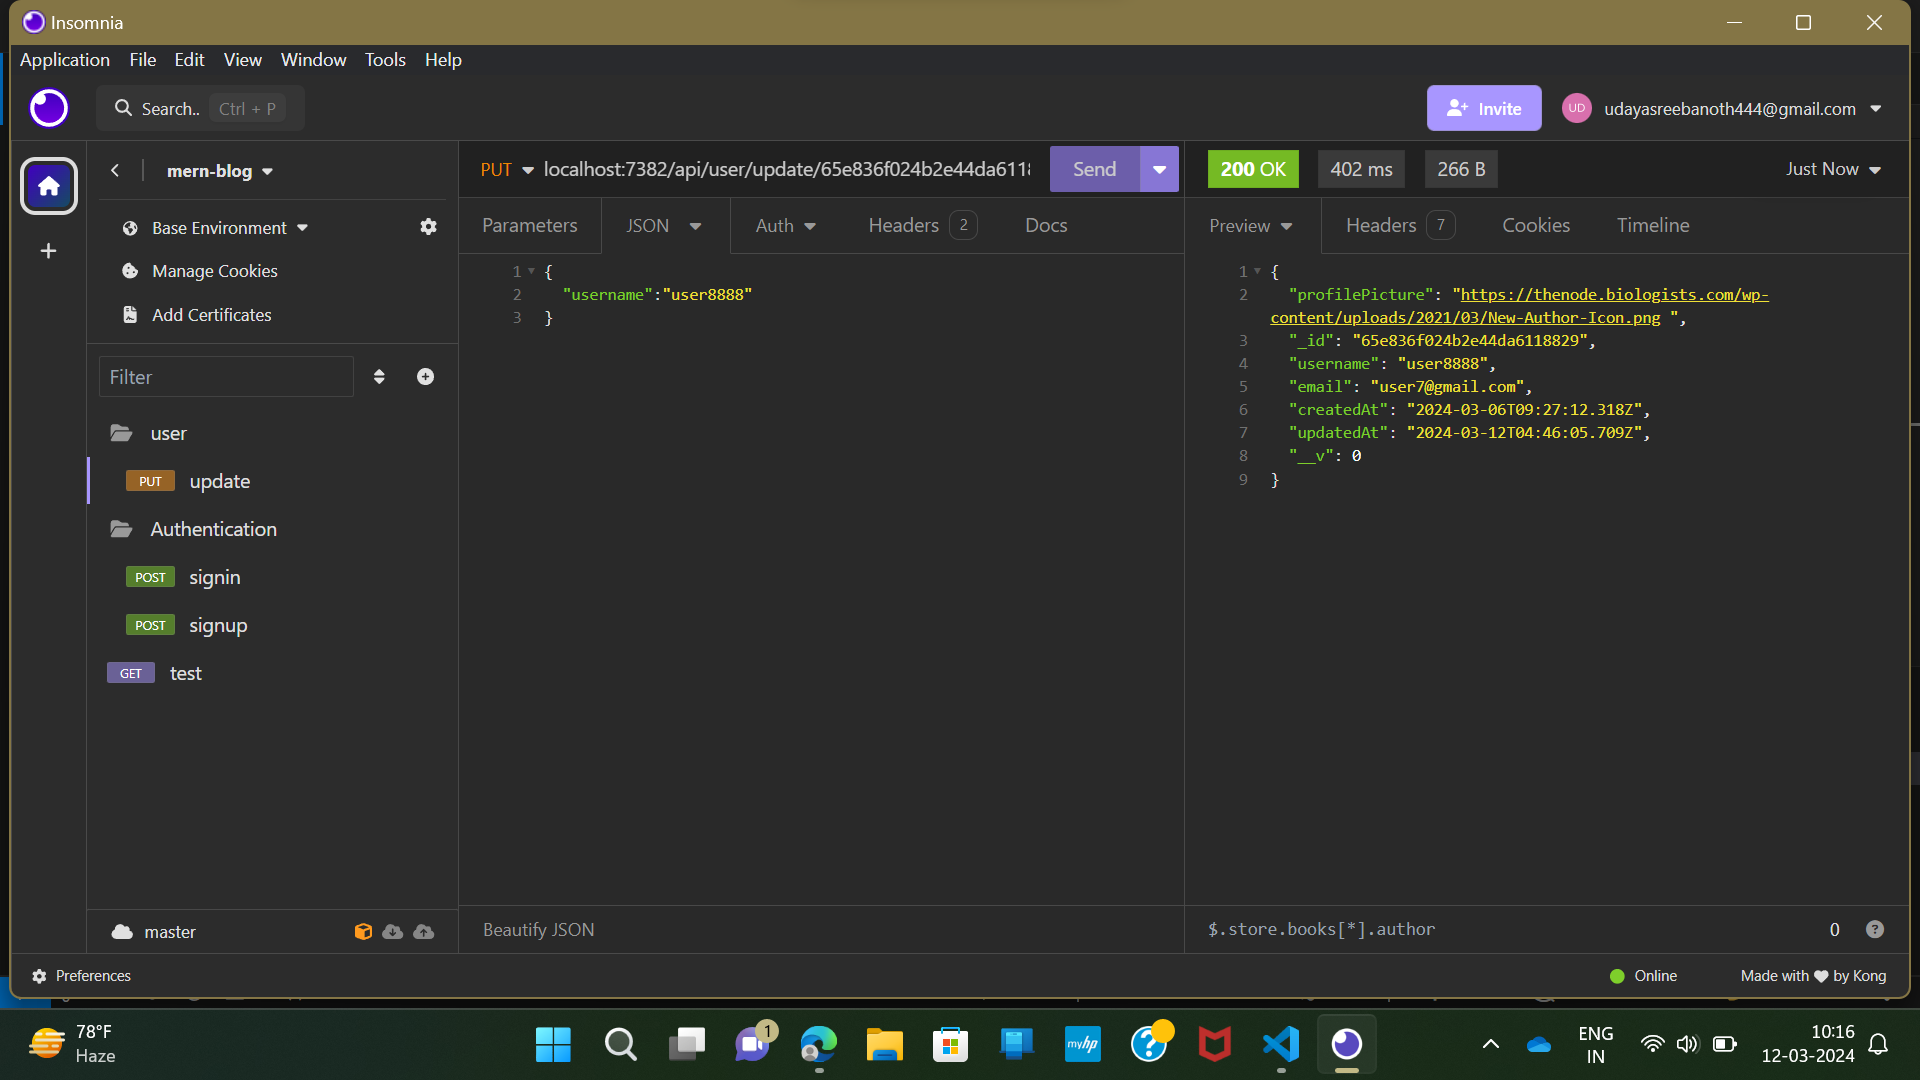 Insomnia
Application File Edit View Window Tools Help
Search.. Ctrl + P
Invite
UD
udayasreebanoth444@gmail.com
mern-blog
Base Environment
Manage Cookies
Add Certificates
Filter
user
PUT update
Authentication
POST signin
POST signup
GET test
master
PUT localhost:7382/api/user/update/65e836f024b2e44da6118 Send
Parameters JSON Auth Headers 2 Docs
1 {
2 "username":"user8888"
3 }
Beautify JSON
200 OK 402 ms 266 B Just Now
Preview Headers 7 Cookies Timeline
1 {
2 "profilePicture": "https://thenode.biologists.com/wp-
content/uploads/2021/03/New-Author-Icon.png ",
3 "_id": "65e836f024b2e44da6118829",
4 "username": "user8888",
5 "email": "user7@gmail.com",
6 "createdAt": "2024-03-06T09:27:12.318Z",
7 "updatedAt": "2024-03-12T04:46:05.709Z",
8 "__v": 0
9 }
$.store.books[*].author 0 ?
Preferences
Online
Made with ❤ by Kong
78°F
Haze
1
myhp
?
ENG
IN
10:16
12-03-2024